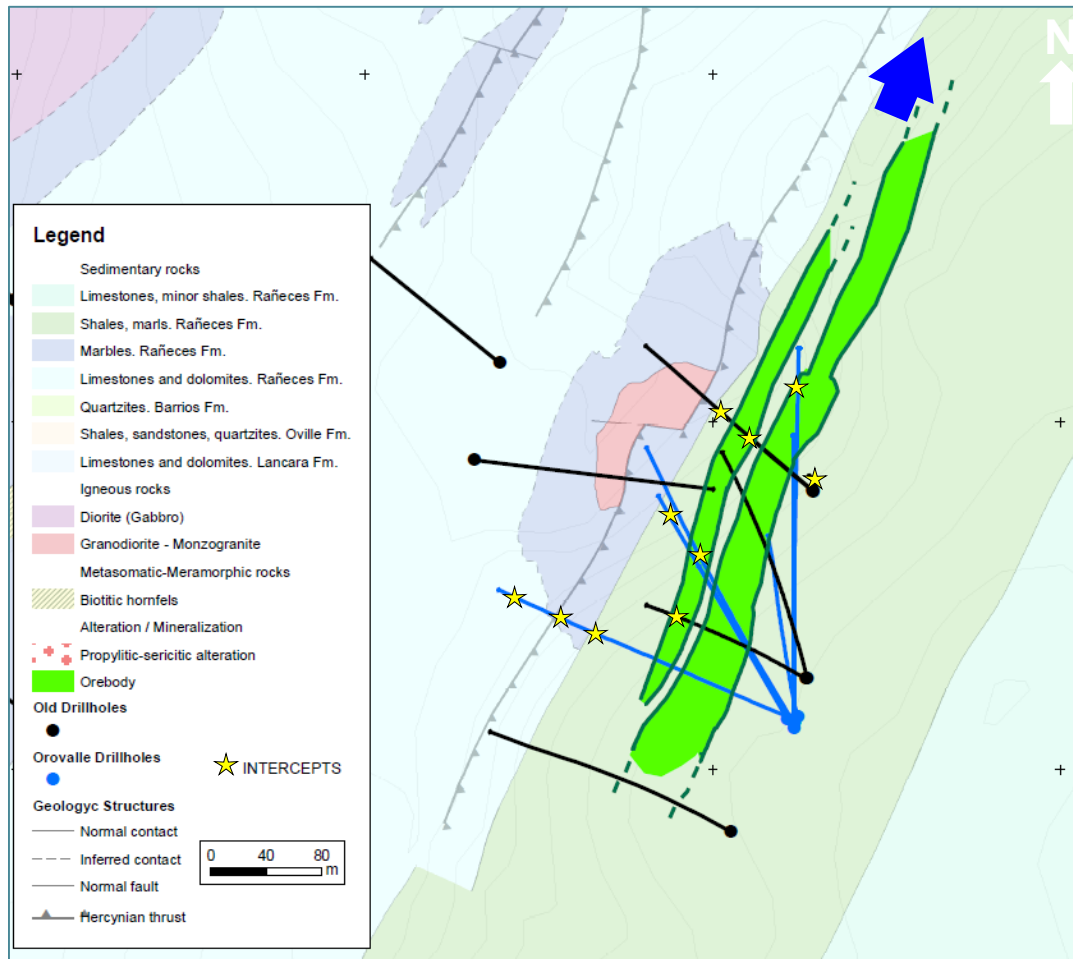 N
Legend
Sedimentary rocks
Limestones, minor shales. Rañeces Fm.
Shales, marls. Rañeces Fm.
Marbles. Rañeces Fm.
Limestones and dolomites. Rañeces Fm.
Quartzites. Barrios Fm.
Shales, sandstones, quartzites. Oville Fm.
Limestones and dolomites. Lancara Fm.
Igneous rocks
Diorite (Gabbro)
Granodiorite - Monzogranite
Metasomatic-Meramorphic rocks
Biotitic hornfels
Alteration / Mineralization
Propylitic-sericitic alteration
Orebody
Old Drillholes
Orovalle Drillholes
INTERCEPTS
Geologyc Structures
Normal contact
Inferred contact
Normal fault
Hercynian thrust
0 40 80
m